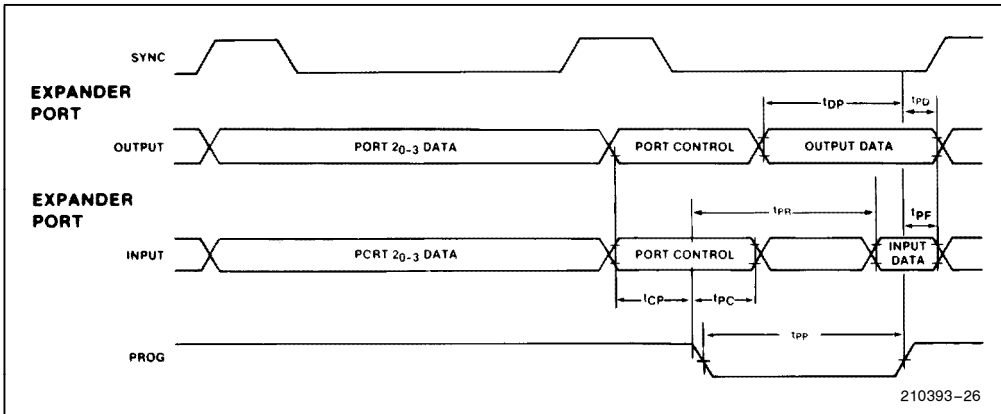 SYNC
EXPANDER
PORT
tDP
tPD
OUTPUT
PORT 20-3 DATA
PORT CONTROL
OUTPUT DATA
EXPANDER
PORT
tPR
tPF
INPUT
PCRT 20-3 DATA
PORT CONTROL
INPUT
DATA
tCP
tPC
tPP
PROG
210393-26